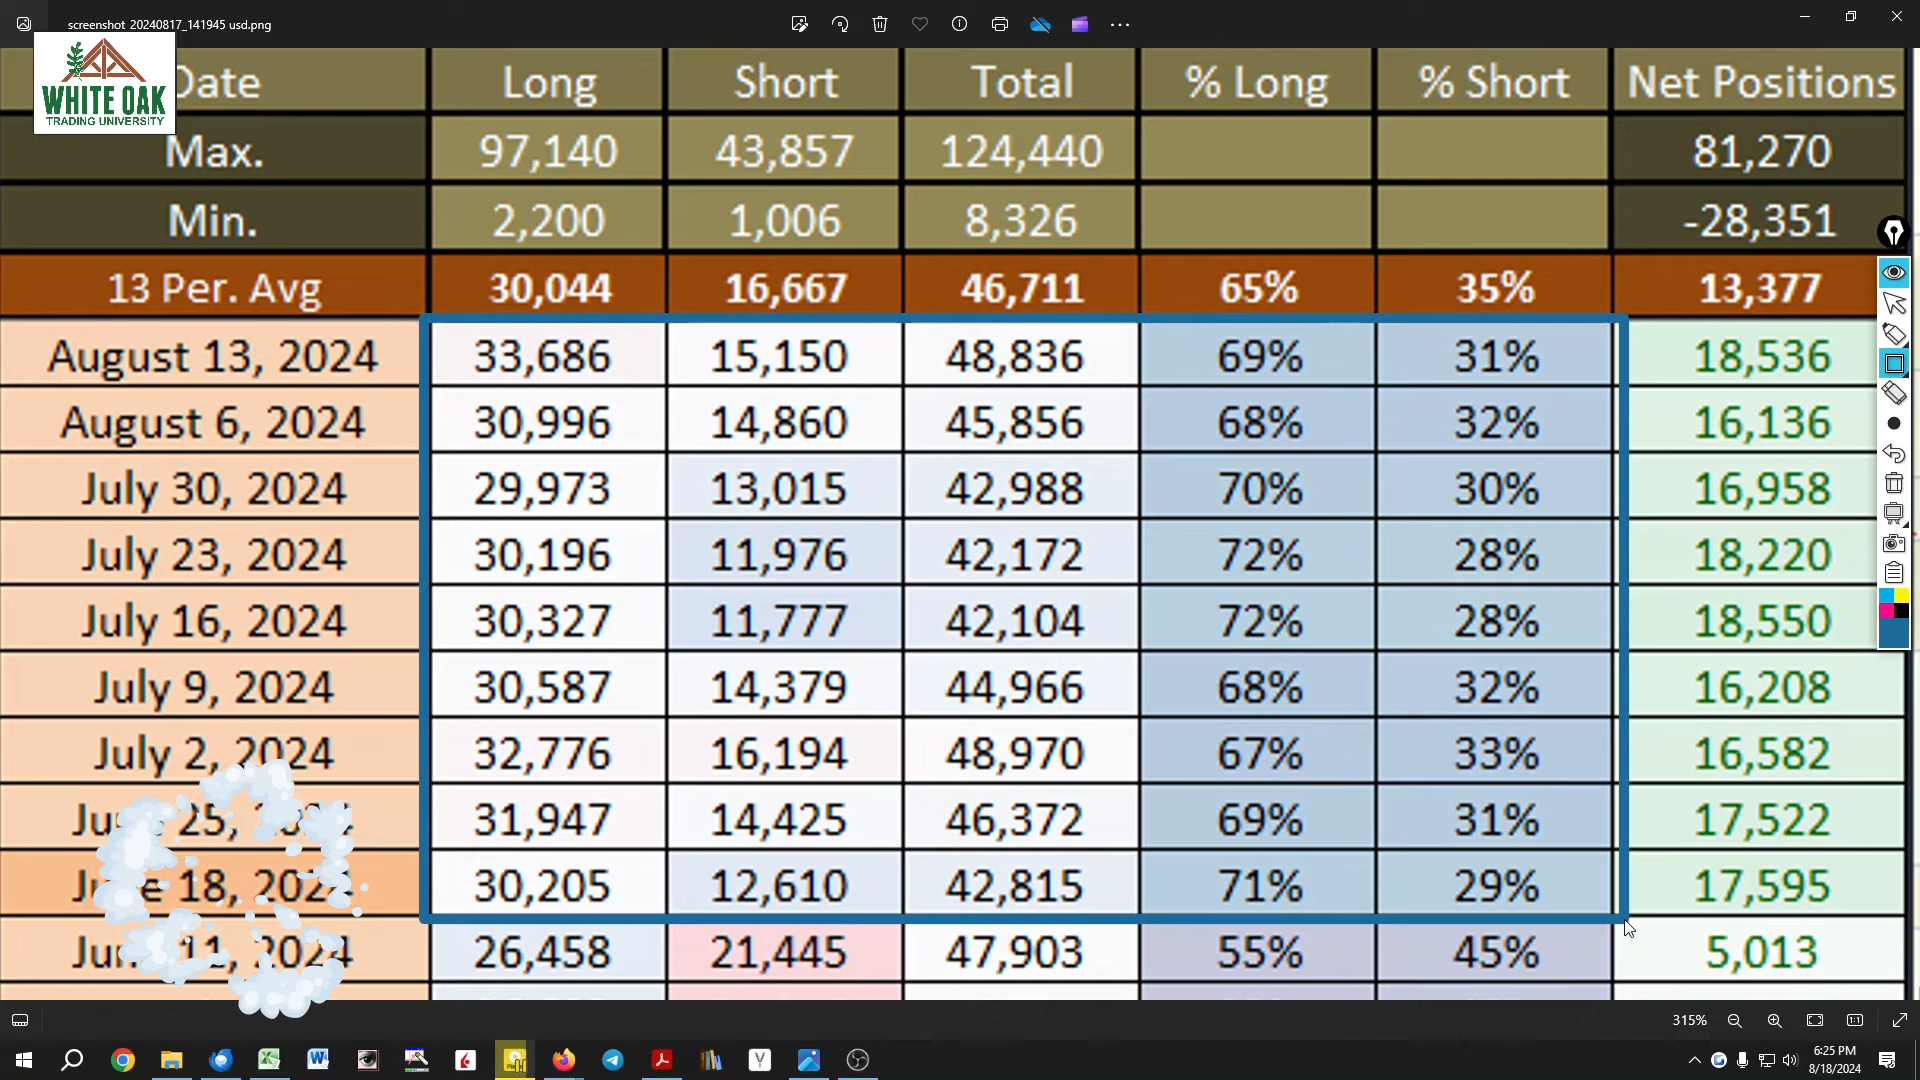 screenshot 20240817_141945 usd.png
WHITE OAK
TRADING UNIVERSITY
Date Long Short Total % Long % Short Net Positions
Max. 97,140 43,857 124,440 81,270
Min. 2,200 1,006 8,326 -28,351
13 Per. Avg 30,044 16,667 46,711 65% 35% 13,377
August 13, 2024 33,686 15,150 48,836 69% 31% 18,536
August 6, 2024 30,996 14,860 45,856 68% 32% 16,136
July 30, 2024 29,973 13,015 42,988 70% 30% 16,958
July 23, 2024 30,196 11,976 42,172 72% 28% 18,220
July 16, 2024 30,327 11,777 42,104 72% 28% 18,550
July 9, 2024 30,587 14,379 44,966 68% 32% 16,208
July 2, 2024 32,776 16,194 48,970 67% 33% 16,582
June 25, 2024 31,947 14,425 46,372 69% 31% 17,522
June 18, 2024 30,205 12,610 42,815 71% 29% 17,595
June 11, 2024 26,458 21,445 47,903 55% 45% 5,013
315%
6:25 PM
8/18/2024